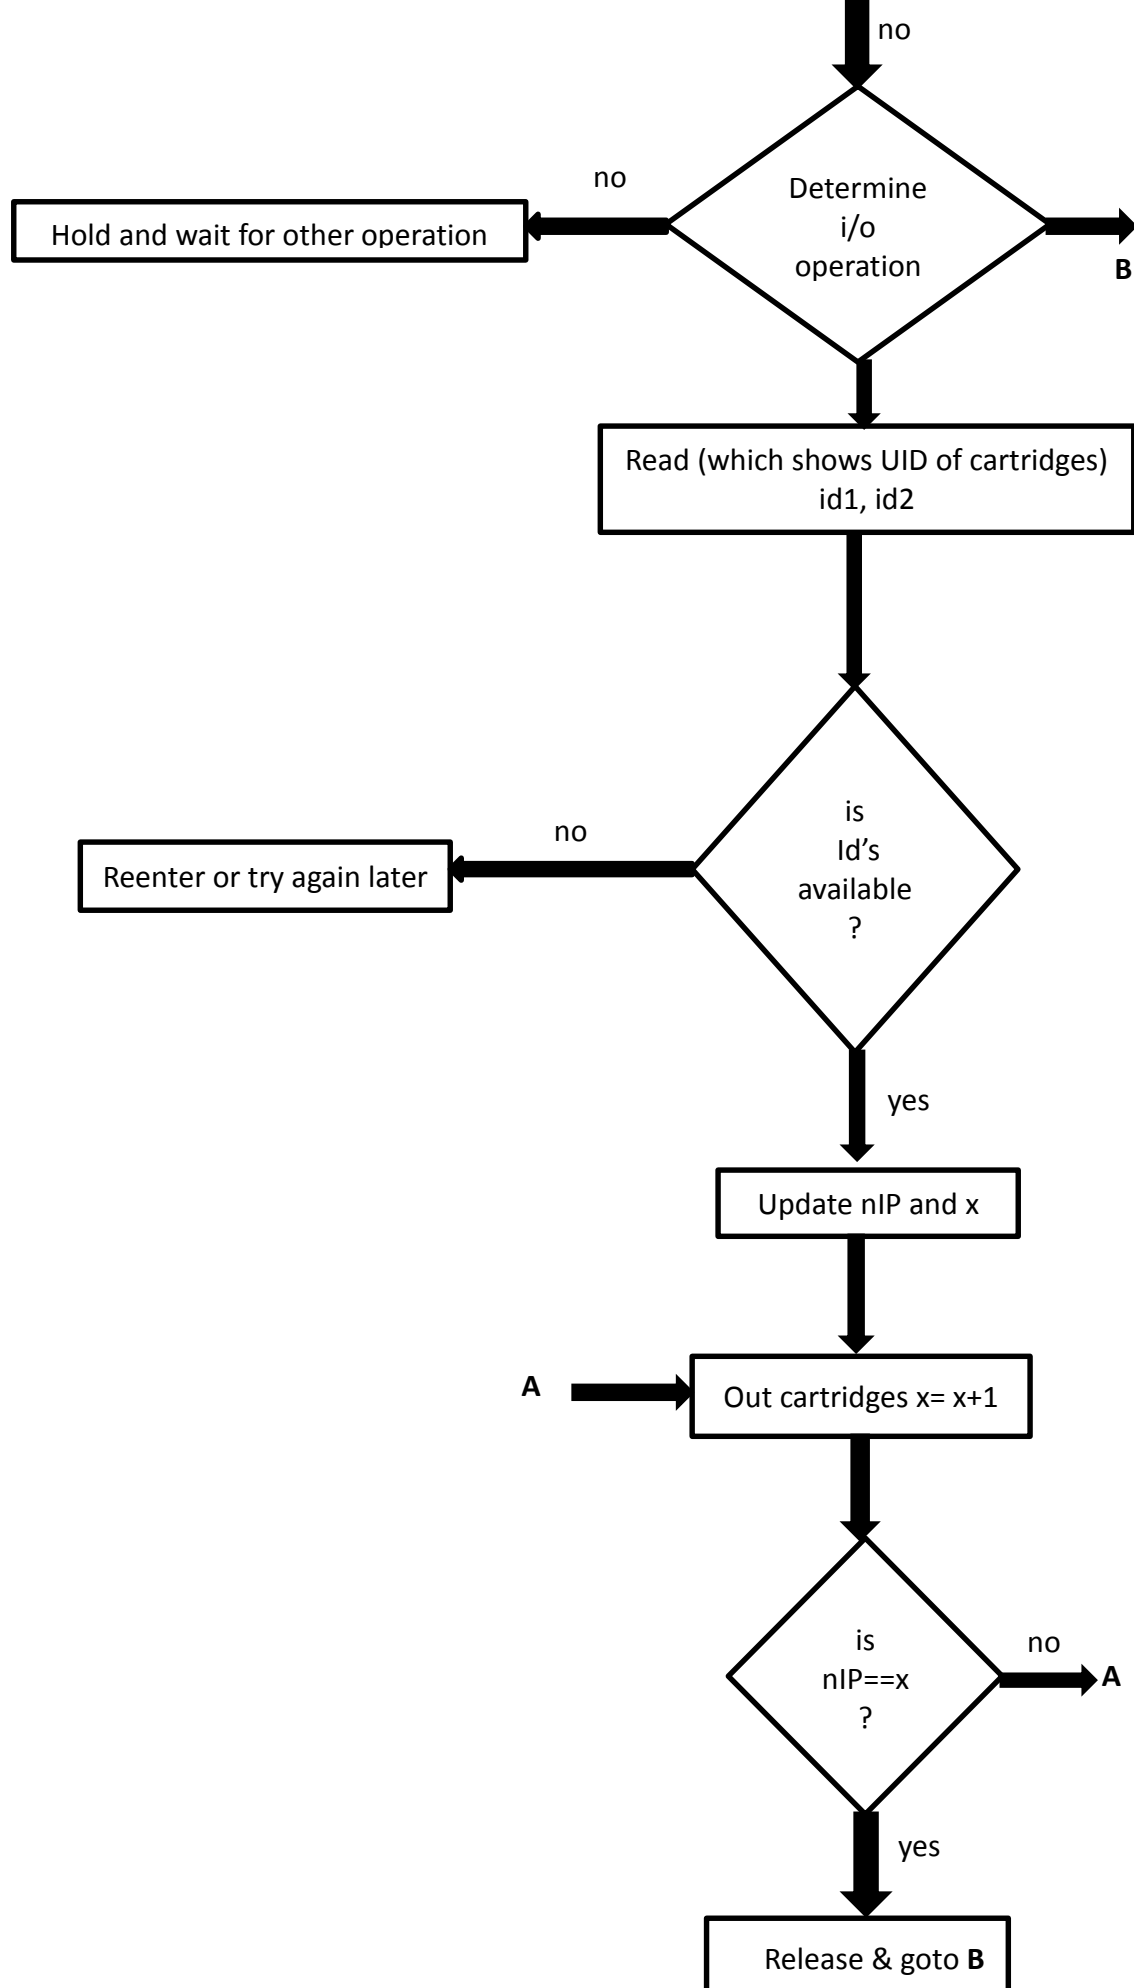 no
Determine
i/o
operation
no
Hold and wait for other operation
B
Read (which shows UID of cartridges)
id1, id2
is
Id's
available
?
no
Reenter or try again later
yes
Update nIP and x
A
Out cartridges x= x+1
is
nIP==x
?
no
A
yes
Release & goto B